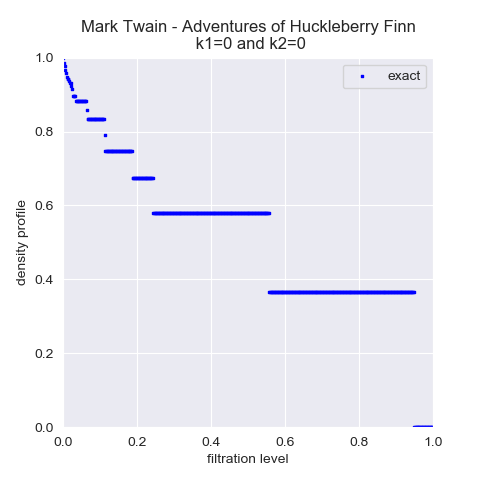 Mark Twain - Adventures of Huckleberry Finn
k1=0 and k2=0
exact
density profile
1.0
0.8
0.6
0.4
0.2
0.0
0.0 0.2 0.4 0.6 0.8 1.0
filtration level